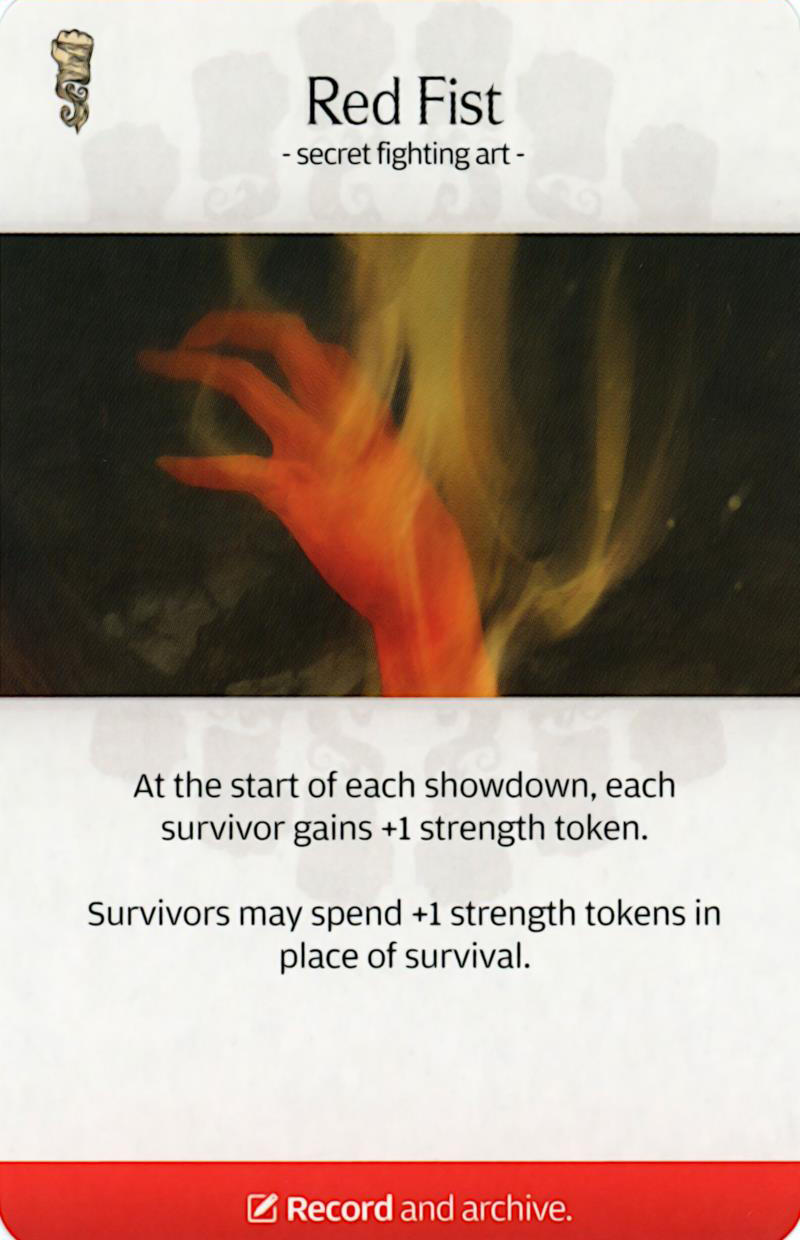 Red Fist
- secret fighting art -
At the start of each showdown, each
survivor gains +1 strength token.
Survivors may spend +1 strength tokens in
place of survival.
Record and archive.